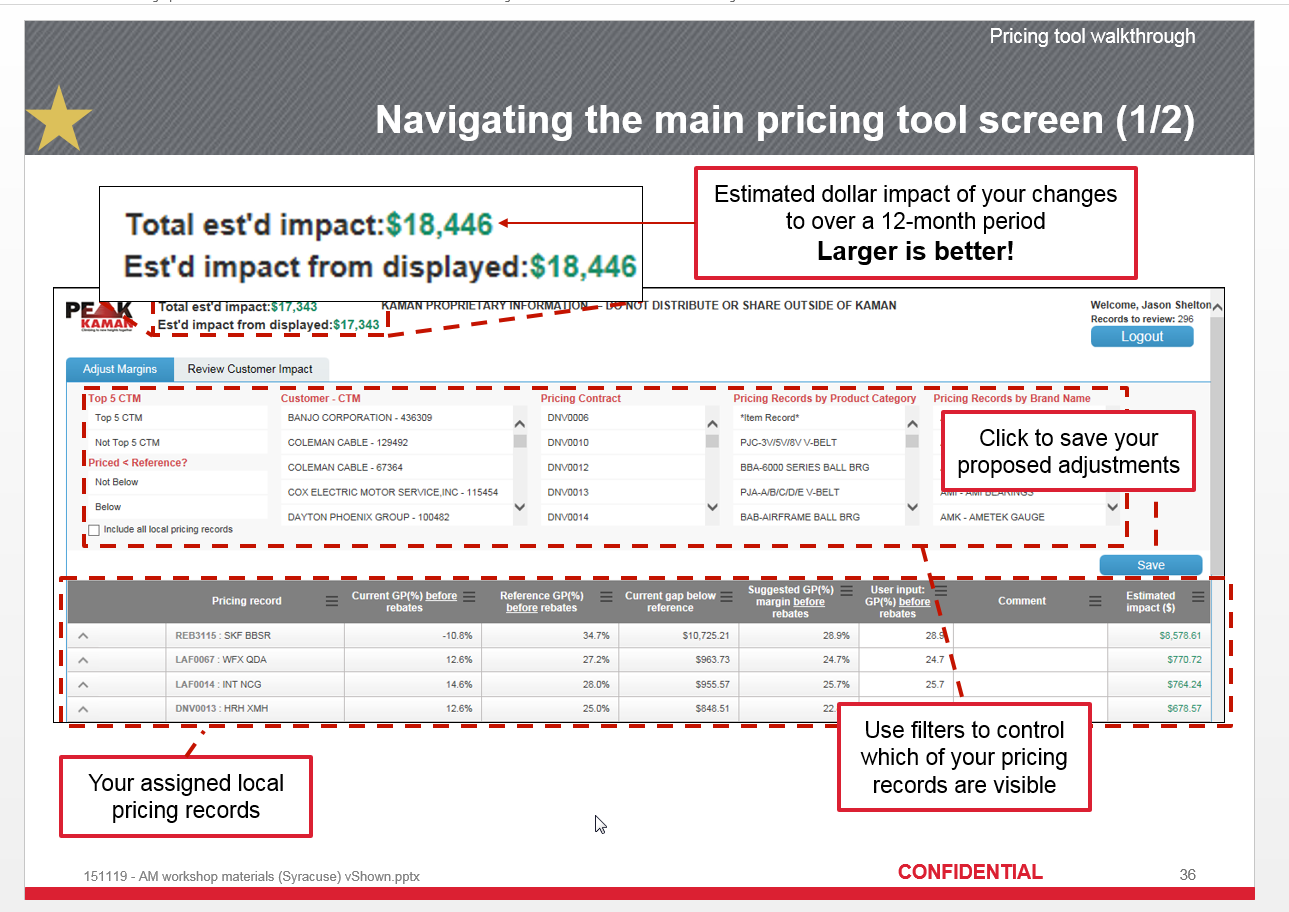 Pricing tool walkthrough
Navigating the main pricing tool screen (1/2)
Estimated dollar impact of your changes
to over a 12-month period
Larger is better!
Total est'd impact:$18,446
Est'd impact from displayed:$18,446
PEAK
KAMAN
Total est'd impact:$17,343
Est'd impact from displayed:$17,343
KAMAN PROPRIETARY INFORMATION – DO NOT DISTRIBUTE OR SHARE OUTSIDE OF KAMAN
Welcome, Jason Shelton
Records to review: 296
Logout
Adjust Margins
Review Customer Impact
Top 5 CTM
Top 5 CTM
Not Top 5 CTM
Priced < Reference?
Not Below
Below
Include all local pricing records
Customer - CTM
BANJO CORPORATION - 436309
COLEMAN CABLE - 129492
COLEMAN CABLE - 67364
COX ELECTRIC MOTOR SERVICE,INC - 115454
DAYTON PHOENIX GROUP - 100482
Pricing Contract
DNV0006
DNV0010
DNV0012
DNV0013
DNV0014
Pricing Records by Product Category
*Item Record*
PJC-3V/5V/8V V-BELT
BBA-6000 SERIES BALL BRG
PJA-A/B/C/D/E V-BELT
BAB-AIRFRAME BALL BRG
Pricing Records by Brand Name
AMI - AMI BEARINGS
AMK - AMETEK GAUGE
Click to save your
proposed adjustments
Save
Pricing record
Current GP(%) before
rebates
Reference GP(%)
before rebates
Current gap below
reference
Suggested GP(%)
margin before
rebates
User input:
GP(%) before
rebates
Comment
Estimated
impact ($)
REB3115 : SKF BBSR -10.8% 34.7% $10,725.21 28.9% 28.9 $8,578.61
LAF0067 : WFX QDA 12.6% 27.2% $963.73 24.7% 24.7 $770.72
LAF0014 : INT NCG 14.6% 28.0% $955.57 25.7% 25.7 $764.24
DNV0013 : HRH XMH 12.6% 25.0% $848.51 22. $678.57
Use filters to control
which of your pricing
records are visible
Your assigned local
pricing records
151119 - AM workshop materials (Syracuse) vShown.pptx
CONFIDENTIAL
36